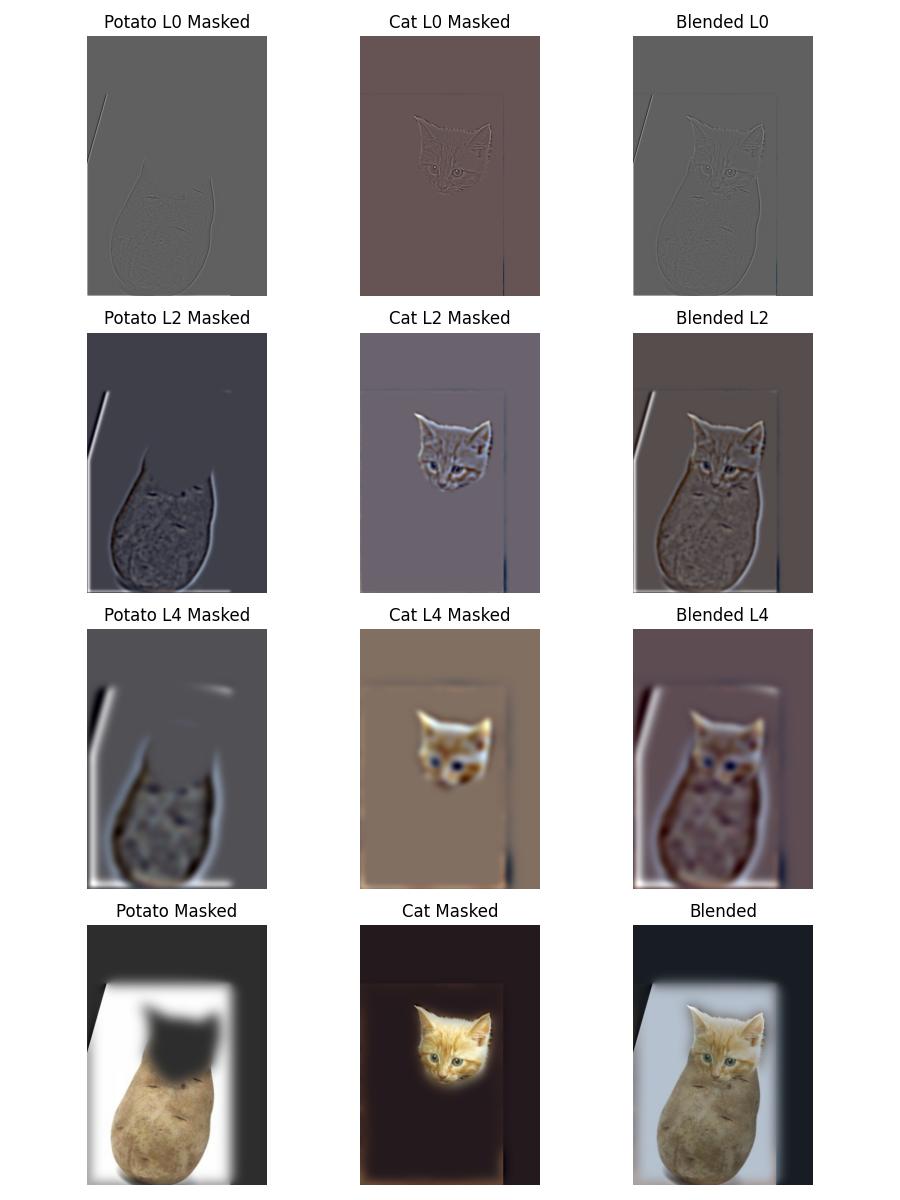 Potato L0 Masked
Cat L0 Masked
Blended L0
Potato L2 Masked
Cat L2 Masked
Blended L2
Potato L4 Masked
Cat L4 Masked
Blended L4
Potato Masked
Cat Masked
Blended